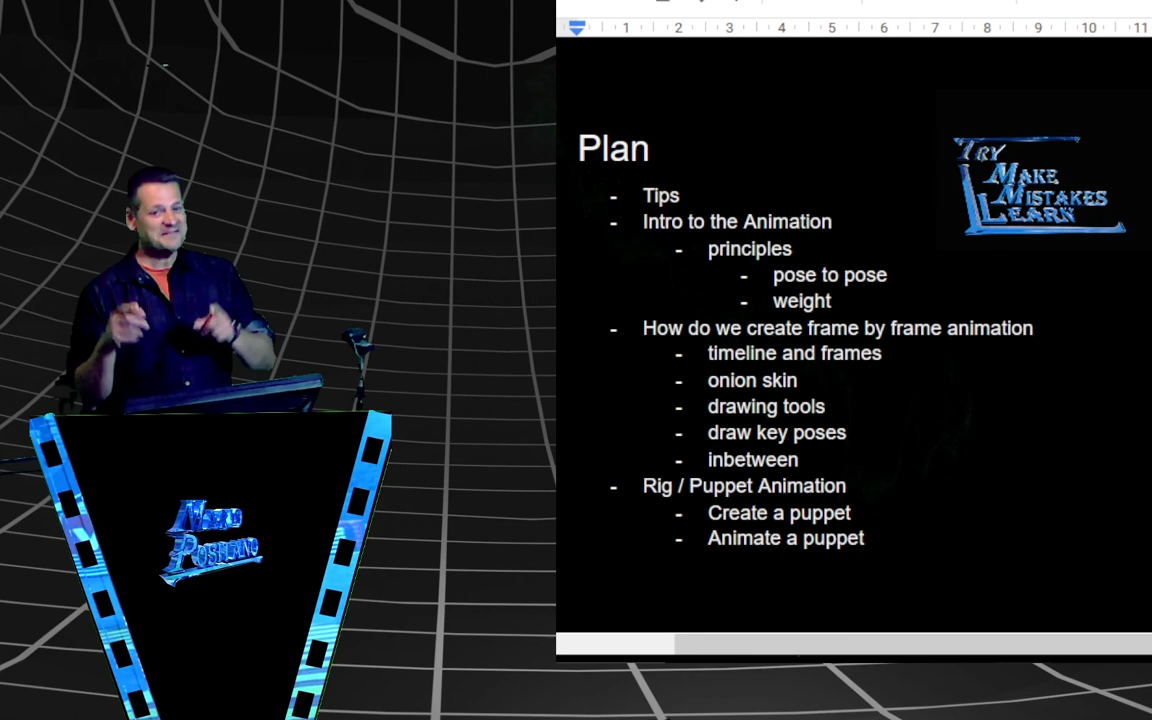 1 2 3 4 5 6 7 8 9 10 11
Plan
TRY
MAKE
MISTAKES
LEARN
- Tips
- Intro to the Animation
- principles
- pose to pose
- weight
- How do we create frame by frame animation
- timeline and frames
- onion skin
- drawing tools
- draw key poses
- inbetween
- Rig / Puppet Animation
- Create a puppet
- Animate a puppet